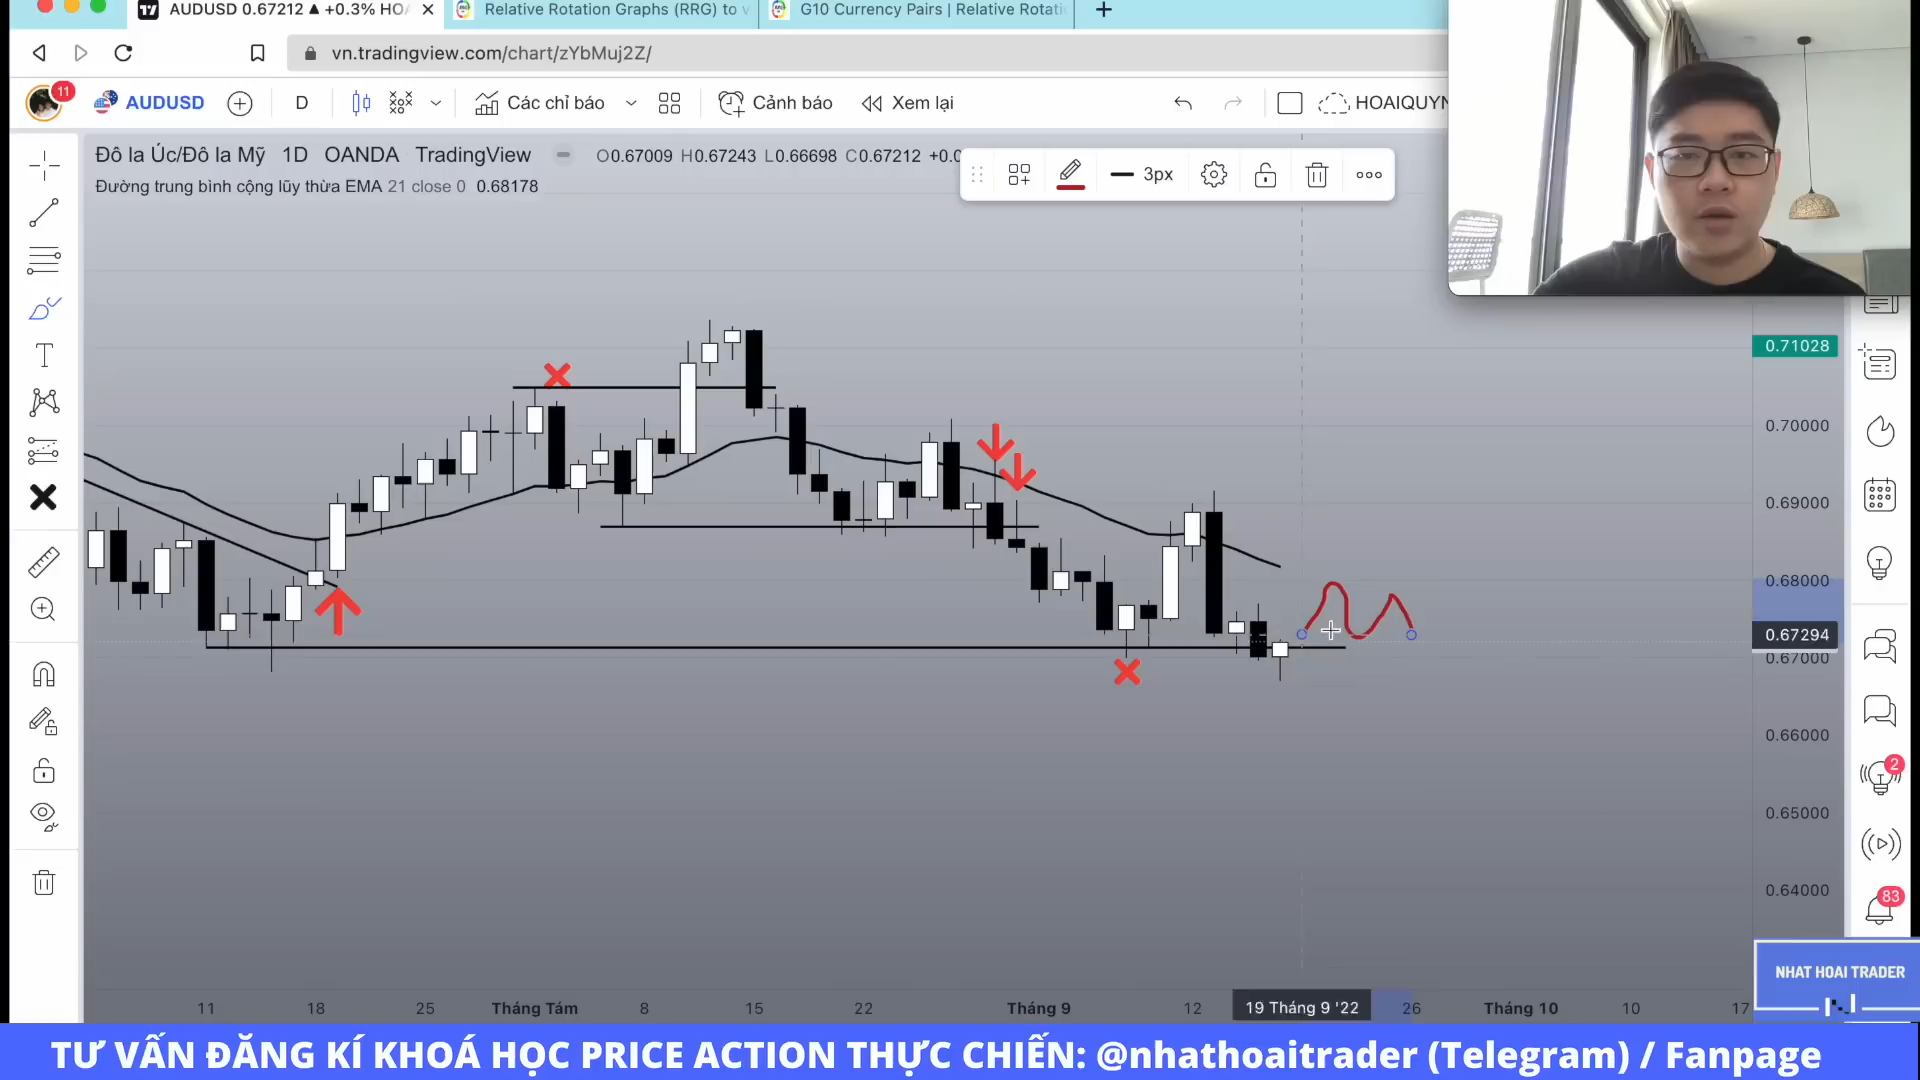 AUDUSD 0.67212 ▲ +0.3% HO
Relative Rotation Graphs (RRG) to v
G10 Currency Pairs | Relative Rotati
vn.tradingview.com/chart/zYbMuj2Z/
11
AUDUSD
D
Các chỉ báo
Cảnh báo
Xem lại
HOAIQUYN
Đô la Úc/Đô la Mỹ 1D OANDA TradingView
O0.67009 H0.67243 L0.66698 C0.67212 +0.0
3px
Đường trung bình cộng lũy thừa EMA 21 close 0 0.68178
0.71028
0.70000
0.69000
0.68000
0.67294
0.67000
0.66000
0.65000
0.64000
2
83
NHAT HOAI TRADER
11 18 25 Tháng Tám 8 15 22 Tháng 9 12 19 Tháng 9 '22 26 Tháng 10 10 17
TƯ VẤN ĐĂNG KÍ KHOÁ HỌC PRICE ACTION THỰC CHIẾN: @nhathoaitrader (Telegram) / Fanpage